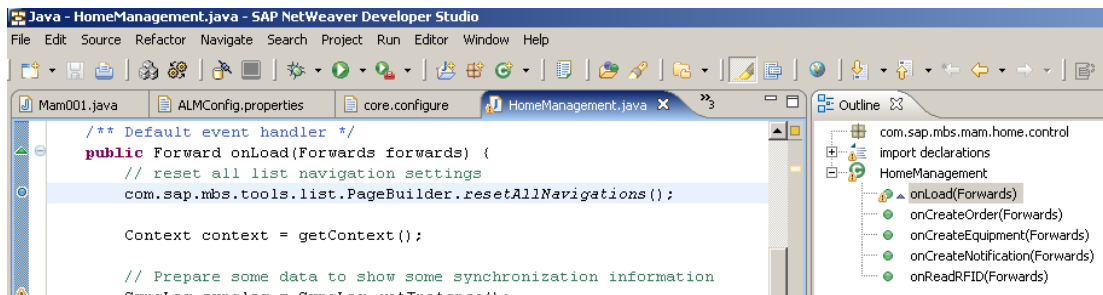 Java - HomeManagement.java - SAP NetWeaver Developer Studio
File Edit Source Refactor Navigate Search Project Run Editor Window Help
Mam001.java ALMConfig.properties core.configure HomeManagement.java »3 Outline
/** Default event handler */
public Forward onLoad(Forwards forwards) {
// reset all list navigation settings
com.sap.mbs.tools.list.PageBuilder.resetAllNavigations();
Context context = getContext();
// Prepare some data to show some synchronization information
com.sap.mbs.mam.home.control
import declarations
HomeManagement
onLoad(Forwards)
onCreateOrder(Forwards)
onCreateEquipment(Forwards)
onCreateNotification(Forwards)
onReadRFID(Forwards)